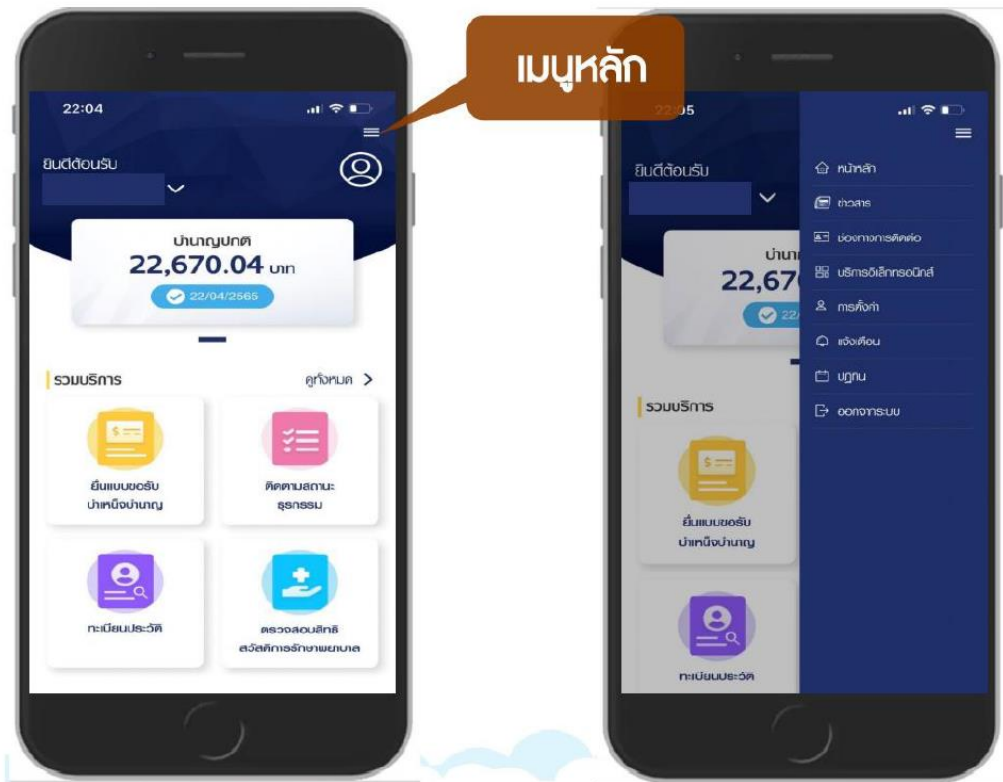 เมนูหลัก
22:04
ยินดีต้อนรับ
บำนาญปกติ
22,670.04 บาท
22/04/2565
รวมบริการ
ดูทั้งหมด >
ยื่นแบบขอรับ
บำเหน็จบำนาญ
ติดตามสถานะ
ธุรกรรม
ทะเบียนประวัติ
ตรวจสอบสิทธิ
สวัสดิการรักษาพยาบาล
22:05
ยินดีต้อนรับ
บำนา
22,67
22/
รวมบริการ
ยื่นแบบขอรับ
บำเหน็จบำนาญ
ทะเบียนประวัติ
หน้าหลัก
ข่าวสาร
ช่องทางการติดต่อ
บริการอิเล็กทรอนิกส์
การตั้งค่า
แจ้งเตือน
ปฏิทิน
ออกจากระบบ